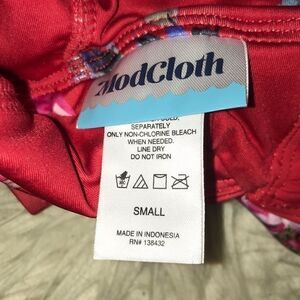 ModCloth
SEPARATELY
ONLY NON-CHLORINE BLEACH
WHEN NEEDED.
LINE DRY
DO NOT IRON
SMALL
MADE IN INDONESIA
RN# 138432